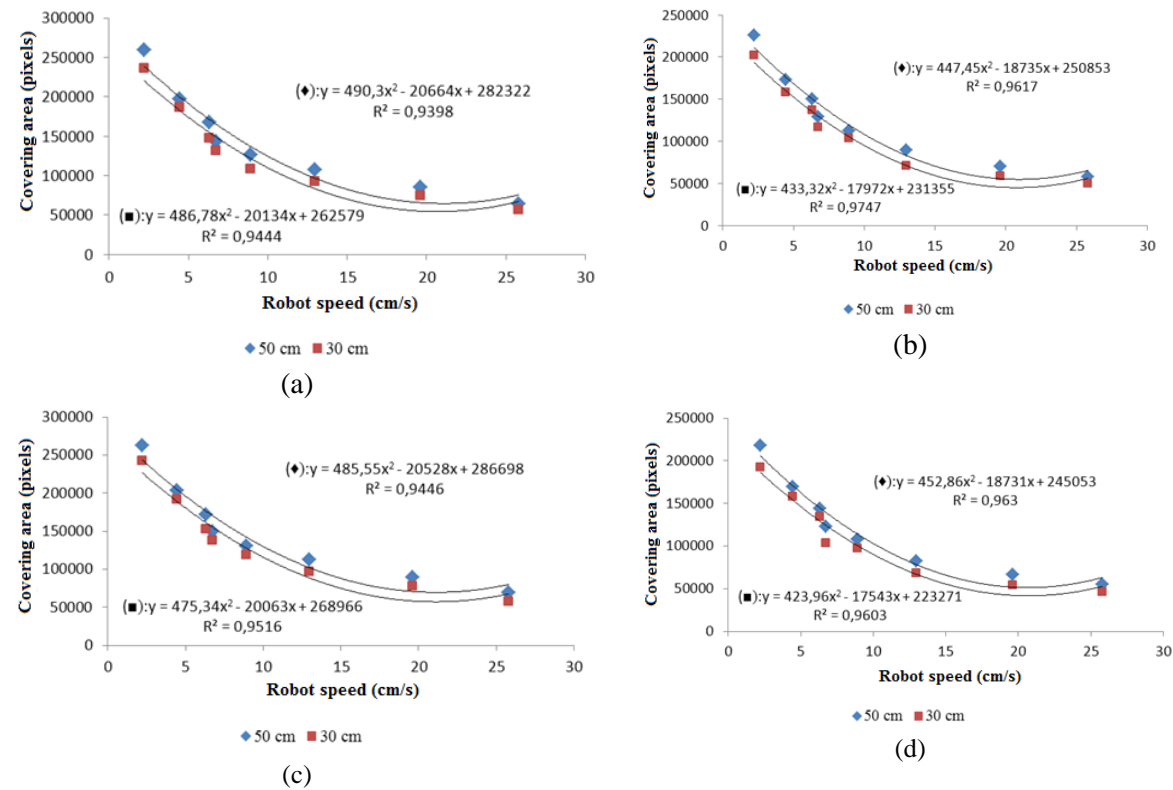 Covering area (pixels)
300000
250000
200000
150000
100000
50000
0
(♦):y = 490,3x² - 20664x + 282322
R² = 0,9398
(■):y = 486,78x² - 20134x + 262579
R² = 0,9444
0 5 10 15 20 25 30
Robot speed (cm/s)
50 cm 30 cm
(a)
Covering area (pixels)
250000
200000
150000
100000
50000
0
(♦):y = 447,45x² - 18735x + 250853
R² = 0,9617
(■):y = 433,32x² - 17972x + 231355
R² = 0,9747
0 5 10 15 20 25 30
Robot speed (cm/s)
50 cm 30 cm
(b)
Covering area (pixels)
300000
250000
200000
150000
100000
50000
0
(♦):y = 485,55x² - 20528x + 286698
R² = 0,9446
(■):y = 475,34x² - 20063x + 268966
R² = 0,9516
0 5 10 15 20 25 30
Robot speed (cm/s)
50 cm 30 cm
(c)
Covering area (pixels)
250000
200000
150000
100000
50000
0
(♦):y = 452,86x² - 18731x + 245053
R² = 0,963
(■):y = 423,96x² - 17543x + 223271
R² = 0,9603
0 5 10 15 20 25 30
Robot speed (cm/s)
50 cm 30 cm
(d)